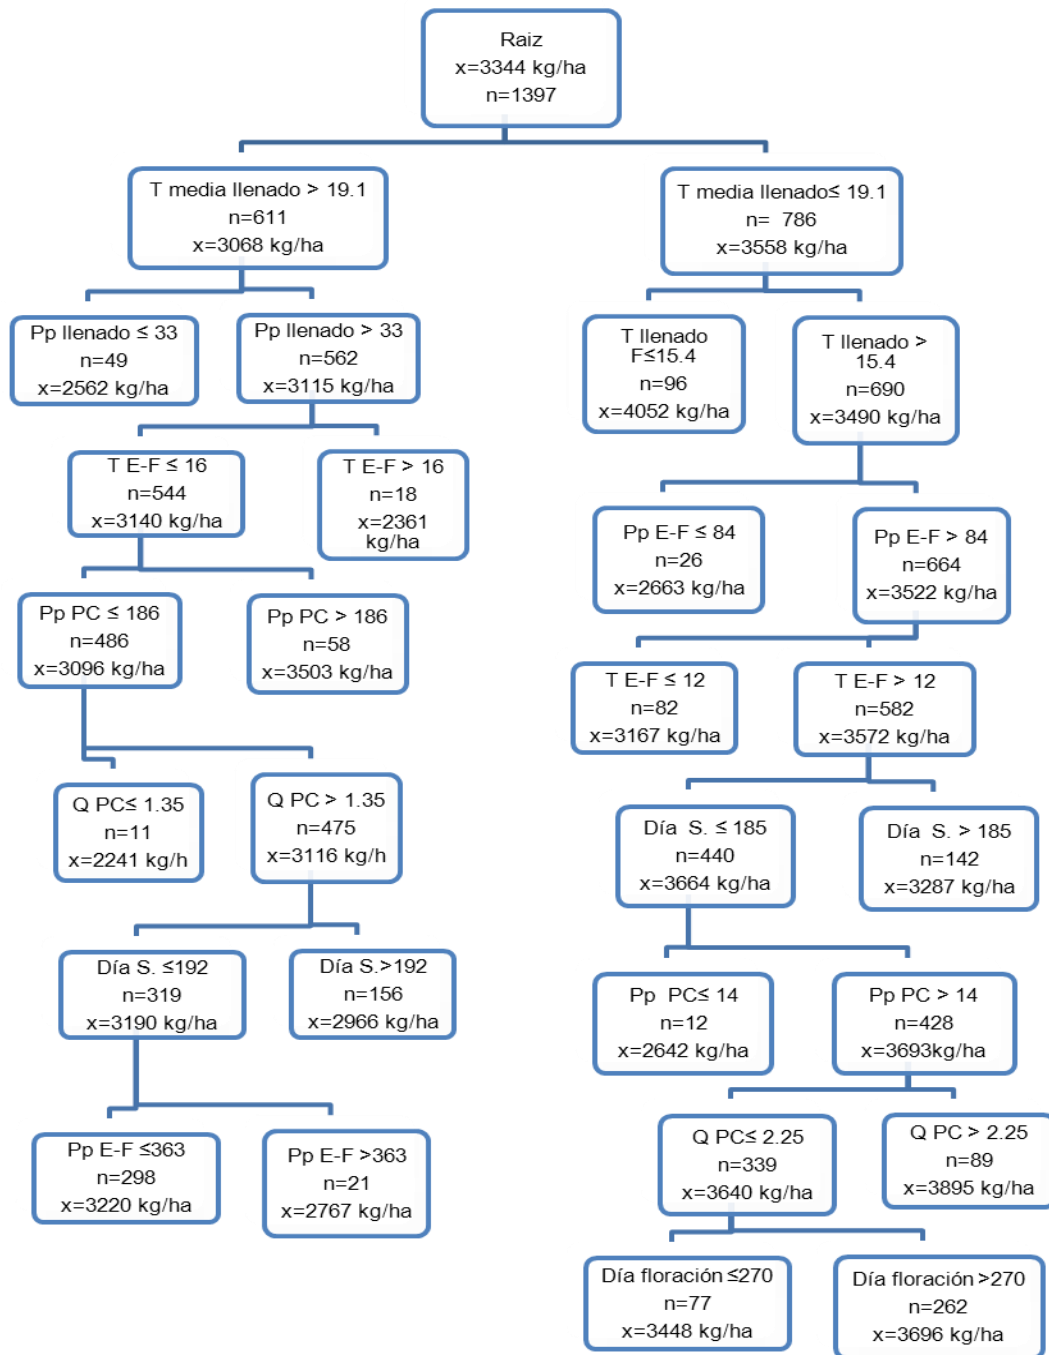 Raiz
x=3344 kg/ha
n=1397
T media llenado > 19.1
n=611
x=3068 kg/ha
T media llenado≤ 19.1
n= 786
x=3558 kg/ha
Pp llenado ≤ 33
n=49
x=2562 kg/ha
Pp llenado > 33
n=562
x=3115 kg/ha
T llenado
F≤15.4
n=96
x=4052 kg/ha
T llenado >
15.4
n=690
x=3490 kg/ha
T E-F ≤ 16
n=544
x=3140 kg/ha
T E-F > 16
n=18
x=2361
kg/ha
Pp E-F ≤ 84
n=26
x=2663 kg/ha
Pp E-F > 84
n=664
x=3522 kg/ha
Pp PC ≤ 186
n=486
x=3096 kg/ha
Pp PC > 186
n=58
x=3503 kg/ha
T E-F ≤ 12
n=82
x=3167 kg/ha
T E-F > 12
n=582
x=3572 kg/ha
Q PC≤ 1.35
n=11
x=2241 kg/h
Q PC > 1.35
n=475
x=3116 kg/h
Día S. ≤ 185
n=440
x=3664 kg/ha
Día S. > 185
n=142
x=3287 kg/ha
Día S. ≤192
n=319
x=3190 kg/ha
Día S.>192
n=156
x=2966 kg/ha
Pp PC≤ 14
n=12
x=2642 kg/ha
Pp PC > 14
n=428
x=3693kg/ha
Pp E-F ≤363
n=298
x=3220 kg/ha
Pp E-F >363
n=21
x=2767 kg/ha
Q PC≤ 2.25
n=339
x=3640 kg/ha
Q PC > 2.25
n=89
x=3895 kg/ha
Día floración ≤270
n=77
x=3448 kg/ha
Día floración >270
n=262
x=3696 kg/ha